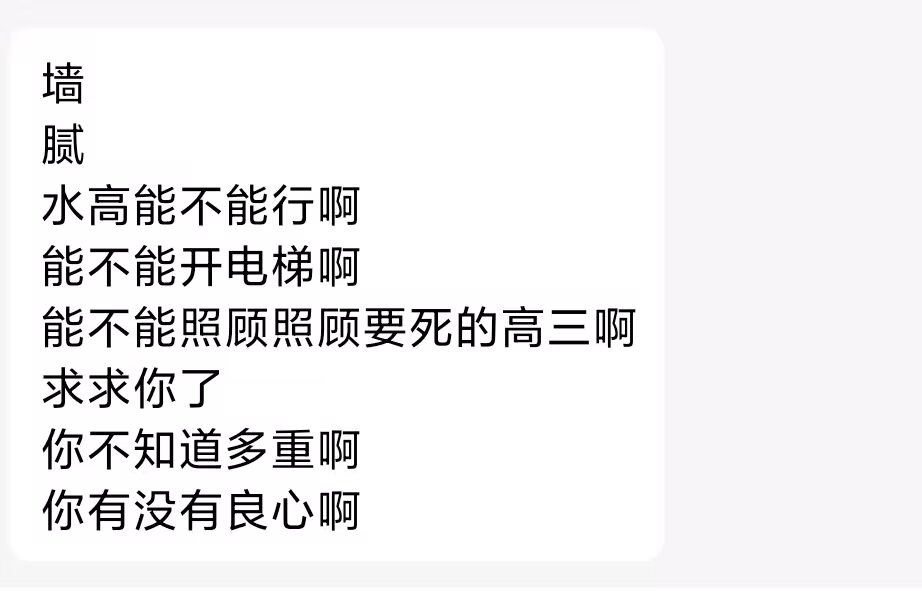 墙
腻
水高能不能行啊
能不能开电梯啊
能不能照顾照顾要死的高三啊
求求你了
你不知道多重啊
你有没有良心啊